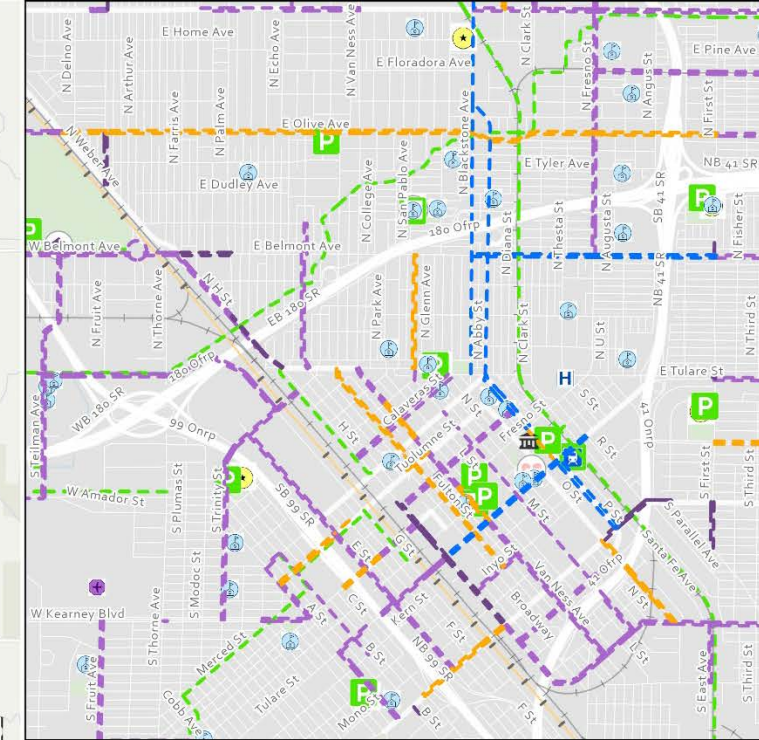 E Home Ave
N Delno Ave
N Arthur Ave
N Echo Ave
N Van Ness Ave
N Clark St
N Fresno St
E Pine Ave
E Floradora Ave
N Angus St
N First St
N Farris Ave
N Palm Ave
E Olive Ave
N Blackstone Ave
N Weber Ave
N College Ave
N San Pablo Ave
E Tyler Ave
NB 41 SR
SB 41 SR
E Dudley Ave
P
P
P
P
W Belmont Ave
E Belmont Ave
180 Ofrp
N Diana St
N Thesta St
N Augusta St
N Fisher St
N H St
N Fruit Ave
N Thorne Ave
EB 180 SR
N Park Ave
N Glenn Ave
N Abby St
N Clark St
N U St
NB 41 SR
N Third St
180 Ofrp
WB 180 SR
P
H
E Tulare St
Calaveras St
N St
S St
41 Onrp
P
99 Onrp
H St
Tuolumne St
Fresno St
R St
P
S Teilman Ave
L St
S First St
S Third St
P
P
P
Fulton St
M St
O St
P St
W Amador St
S Plumas St
S Trinity St
SB 99 SR
G St
E St
Inyo St
41 Ofrp
S Parallel Ave
Santa Fe Ave
S Modoc St
Van Ness Ave
N St
W Kearney Blvd
S Thorne Ave
A St
C St
Kern St
Broadway
F St
L St
Merced St
B St
NB 99 SR
S Fruit Ave
Tulare St
P
Mono St
B St
F St
S East Ave
S Third St
Cobb Ave